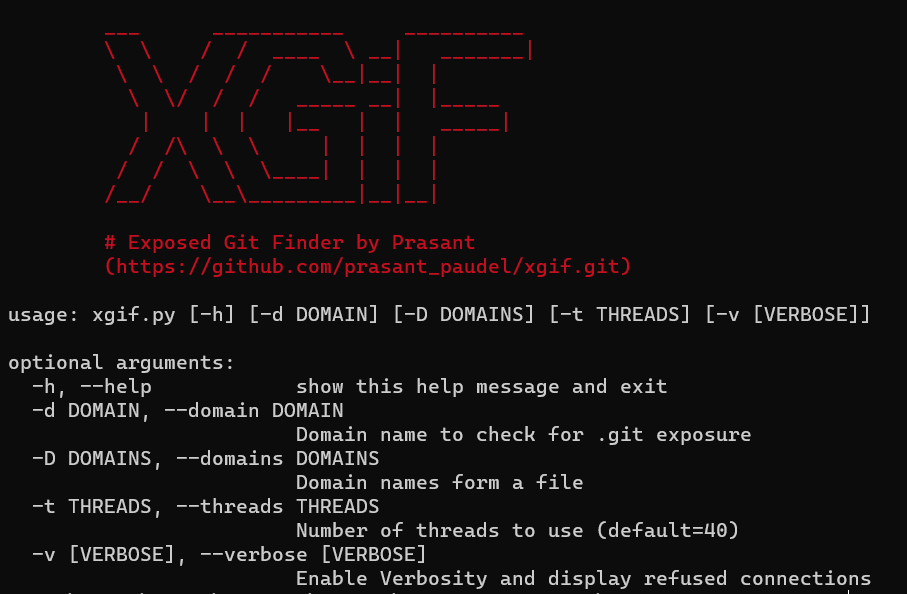 # Exposed Git Finder by Prasant
(https://github.com/prasant_paudel/xgif.git)
usage: xgif.py [-h] [-d DOMAIN] [-D DOMAINS] [-t THREADS] [-v [VERBOSE]]
optional arguments:
-h, --help show this help message and exit
-d DOMAIN, --domain DOMAIN
Domain name to check for .git exposure
-D DOMAINS, --domains DOMAINS
Domain names form a file
-t THREADS, --threads THREADS
Number of threads to use (default=40)
-v [VERBOSE], --verbose [VERBOSE]
Enable Verbosity and display refused connections